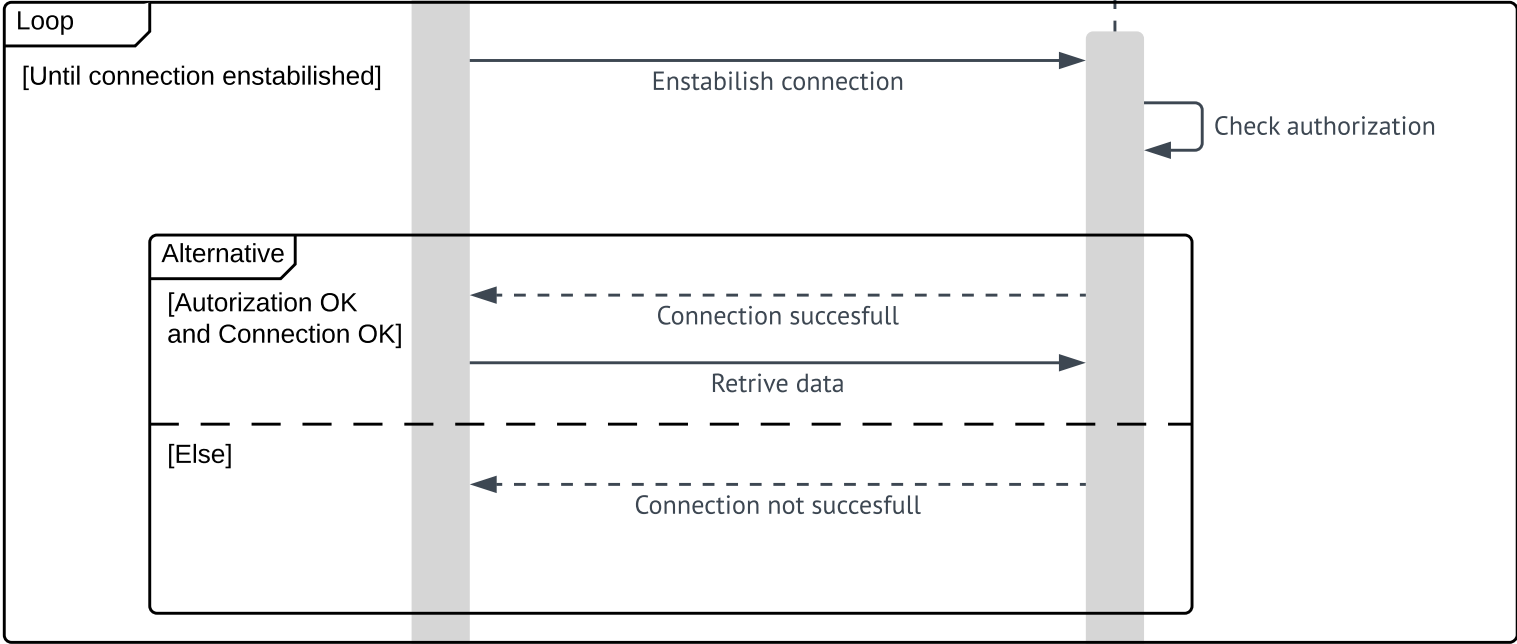 Loop
[Until connection enstabilished]
Enstabilish connection
Check authorization
Alternative
[Autorization OK
and Connection OK]
Connection succesfull
Retrive data
[Else]
Connection not succesfull